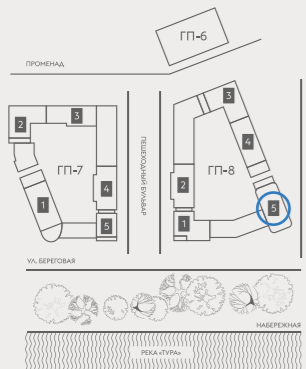 ГП-6
ПРОМЕНАД
3
2
ГП-7
1
4
5
ПЕШЕХОДНЫЙ БУЛЬВАР
3
4
ГП-8
2
1
5
УЛ. БЕРЕГОВАЯ
НАБЕРЕЖНАЯ
РЕКА «ТУРА»